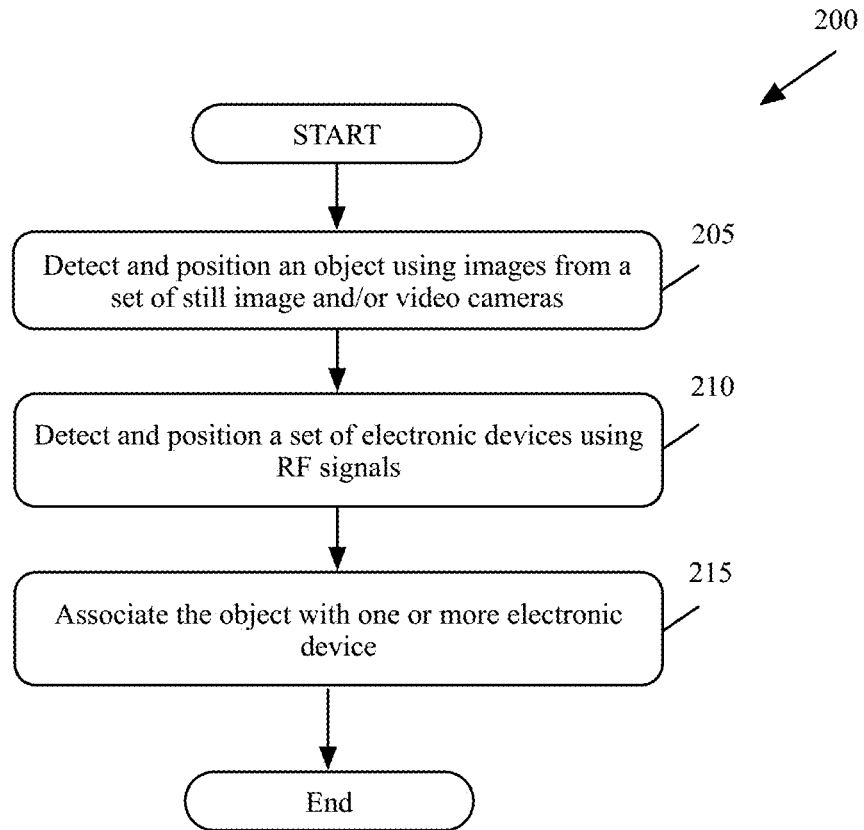 200
START
205
Detect and position an object using images from a
set of still image and/or video cameras
210
Detect and position a set of electronic devices using
RF signals
215
Associate the object with one or more electronic
device
End